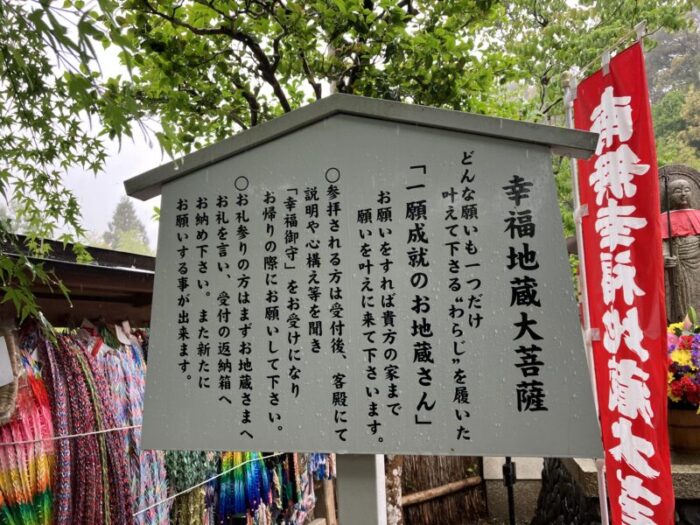 幸福地蔵大菩薩
どんな願いも一つだけ
叶えて下さる“わらじ”を履いた
「一願成就のお地蔵さん」
お願いをすれば貴方の家まで
願いを叶えに来て下さいます。
〇参拝される方は受付後、客殿にて
説明や心構え等を聞き
「幸福御守」をお受けになり
お帰りの際にお願いして下さい。
〇お礼参りの方はまずお地蔵さまへ
お礼を言い、受付の返納箱へ
お納め下さい。また新たに
お願いする事が出来ます。
南無幸福地蔵大菩